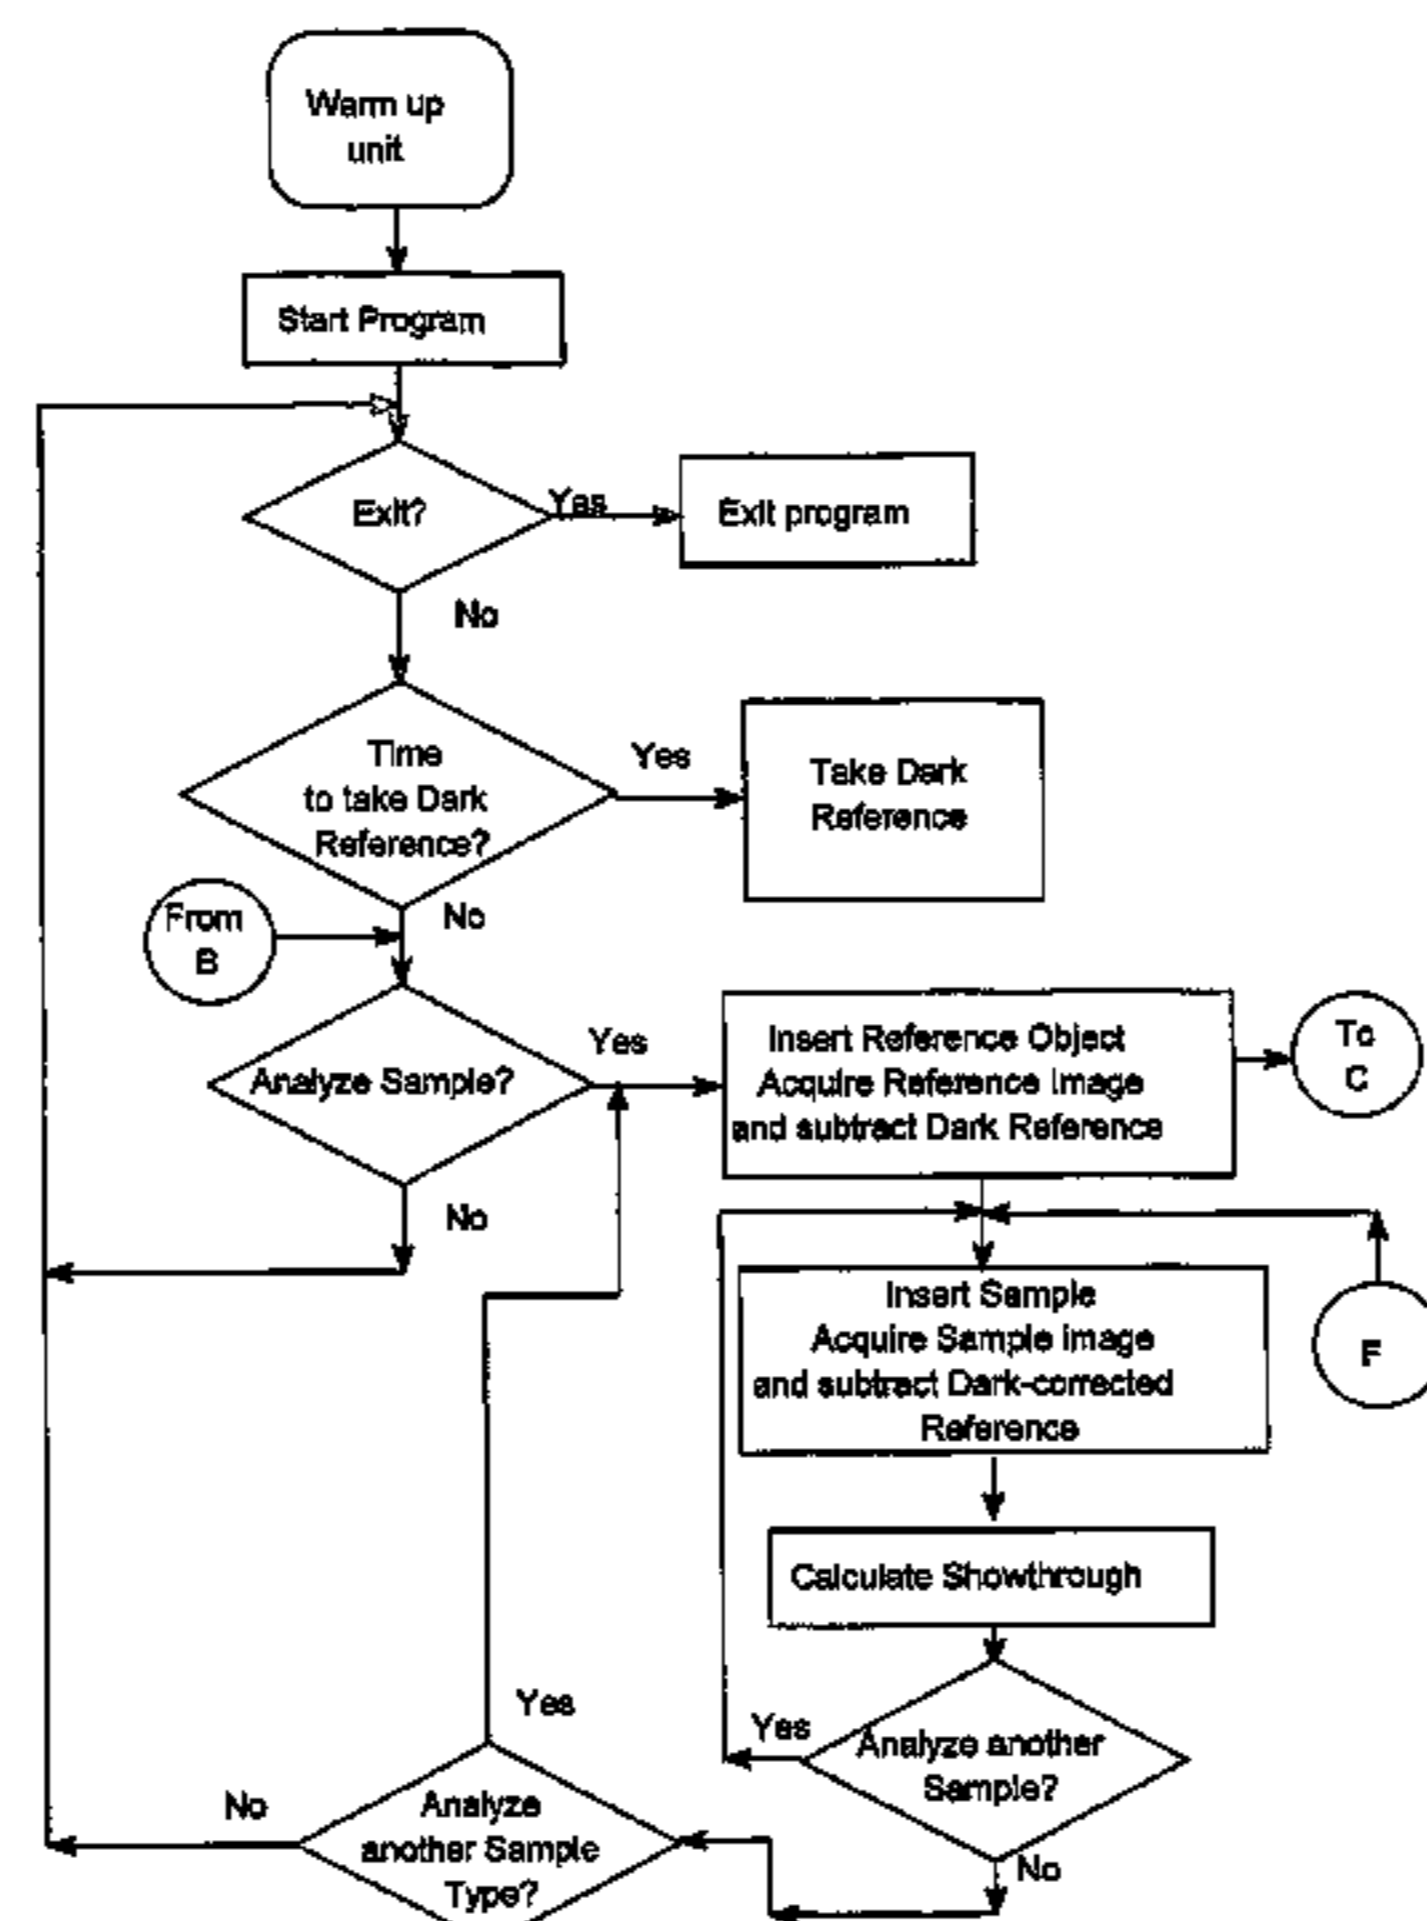 Warm up
unit
Start Program
Exit?
Yes
Exit program
No
Time
to take Dark
Reference?
Yes
Take Dark
Reference
From
B
No
Analyze Sample?
Yes
Insert Reference Object
Acquire Reference Image
and subtract Dark Reference
To
C
No
Insert Sample
Acquire Sample image
and subtract Dark-corrected
Reference
F
Calculate Showthrough
Yes
Analyze another
Sample?
No
Yes
No
Analyze
another Sample
Type?